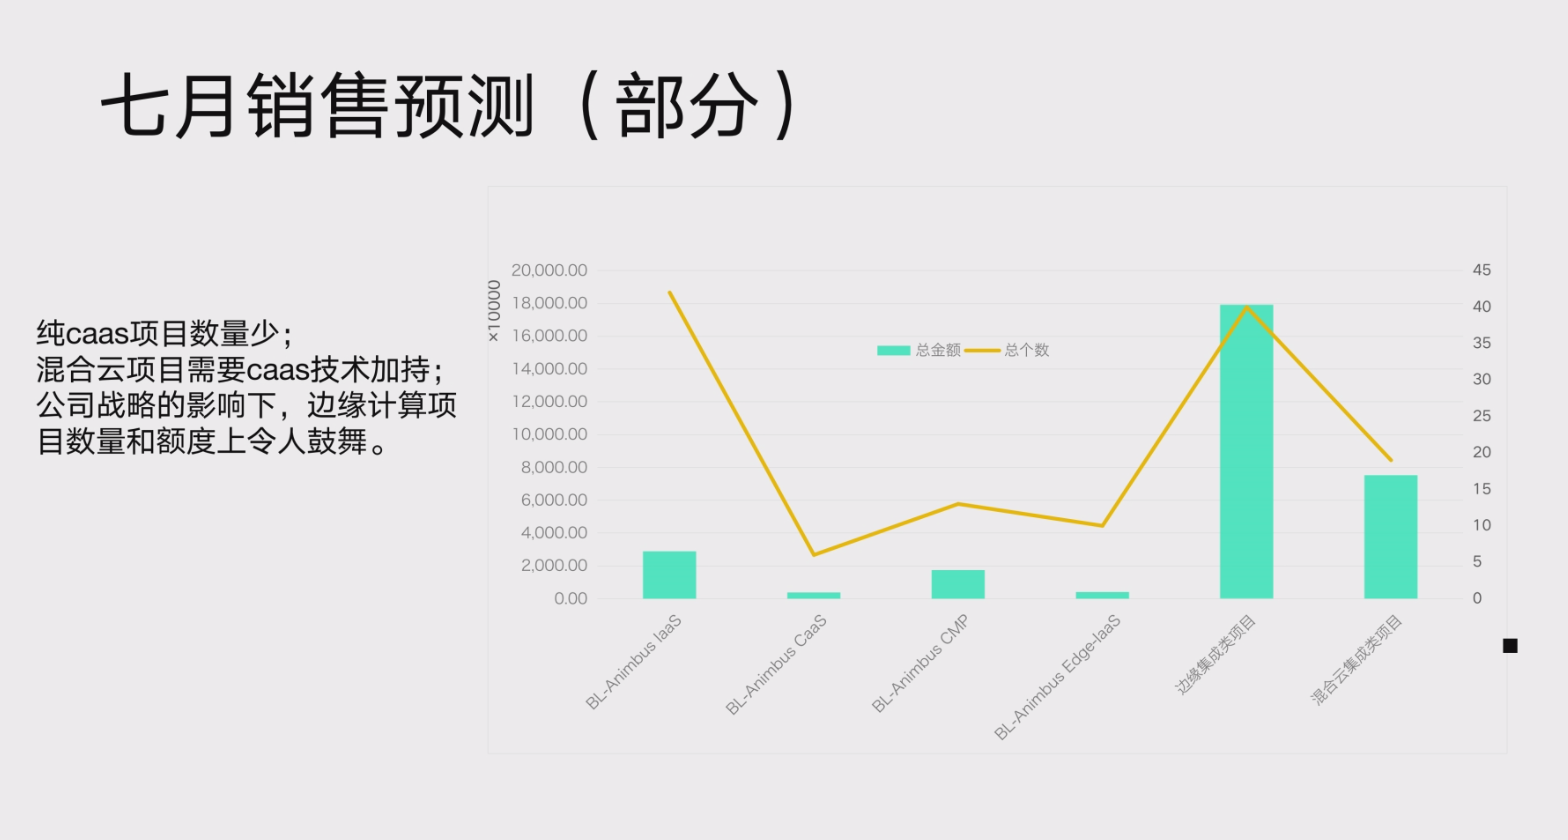 七月销售预测（部分）
纯caas项目数量少；
混合云项目需要caas技术加持；
公司战略的影响下，边缘计算项
目数量和额度上令人鼓舞。
×10000
20,000.00
18,000.00
16,000.00
14,000.00
12,000.00
10,000.00
8,000.00
6,000.00
4,000.00
2,000.00
0.00
总金额 总个数
45
40
35
30
25
20
15
10
5
0
BL-Animbus IaaS
BL-Animbus CaaS
BL-Animbus CMP
BL-Animbus Edge-IaaS
边缘集成类项目
混合云集成类项目